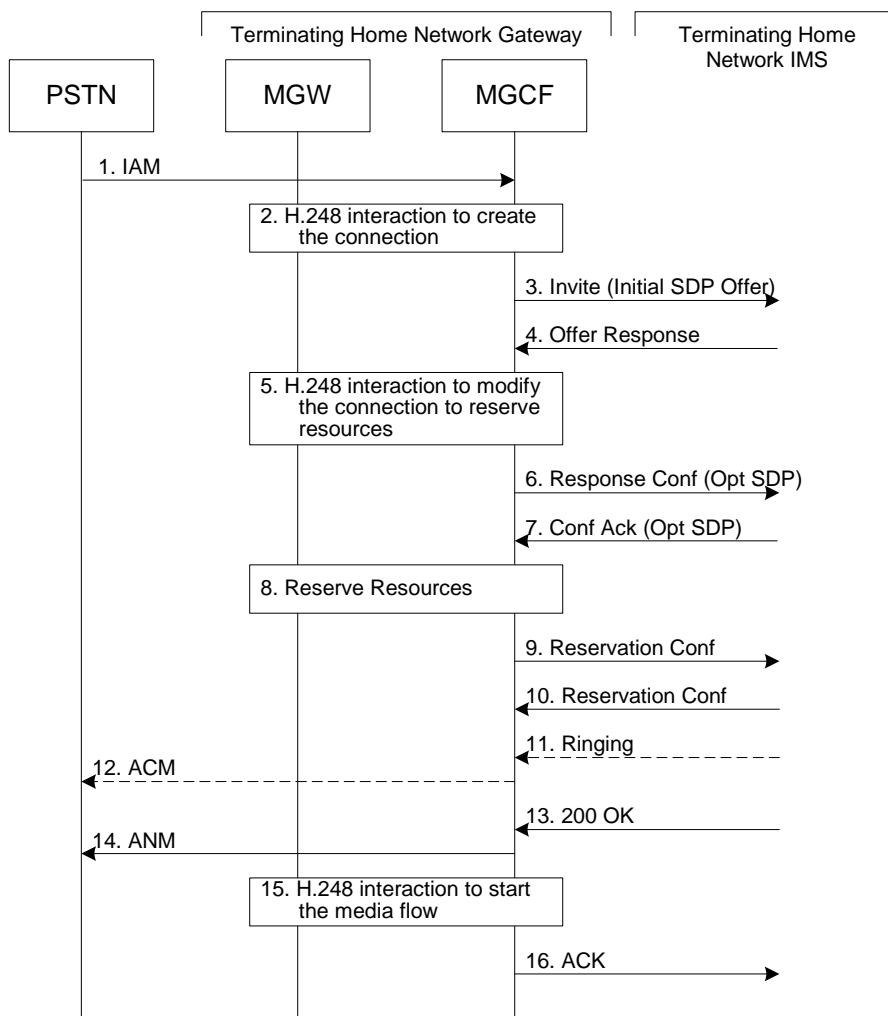 Terminating Home Network Gateway
Terminating Home
Network IMS
PSTN
MGW
MGCF
1. IAM
2. H.248 interaction to create
the connection
3. Invite (Initial SDP Offer)
4. Offer Response
5. H.248 interaction to modify
the connection to reserve
resources
6. Response Conf (Opt SDP)
7. Conf Ack (Opt SDP)
8. Reserve Resources
9. Reservation Conf
10. Reservation Conf
11. Ringing
12. ACM
13. 200 OK
14. ANM
15. H.248 interaction to start
the media flow
16. ACK